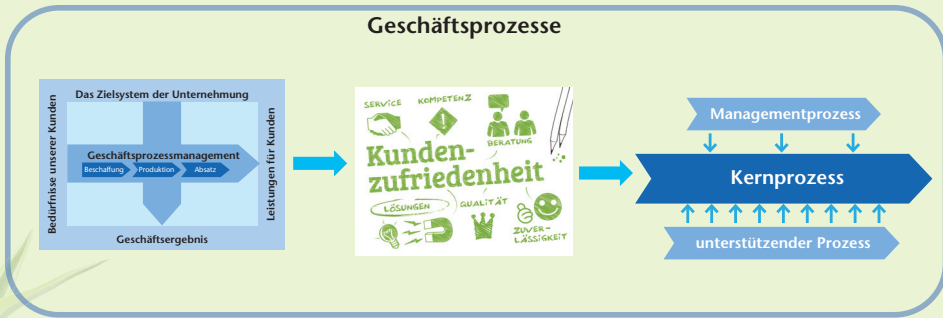 Geschäftsprozesse
Das Zielsystem der Unternehmung
Bedürfnisse unserer Kunden
Geschäftsprozessmanagement
Beschaffung
Produktion
Absatz
Leistungen für Kunden
Geschäftsergebnis
SERVICE
KOMPETENZ
BERATUNG
Kunden-
zufriedenheit
LÖSUNGEN
QUALITÄT
ZUVER-
LÄSSIGKEIT
Managementprozess
Kernprozess
unterstützender Prozess